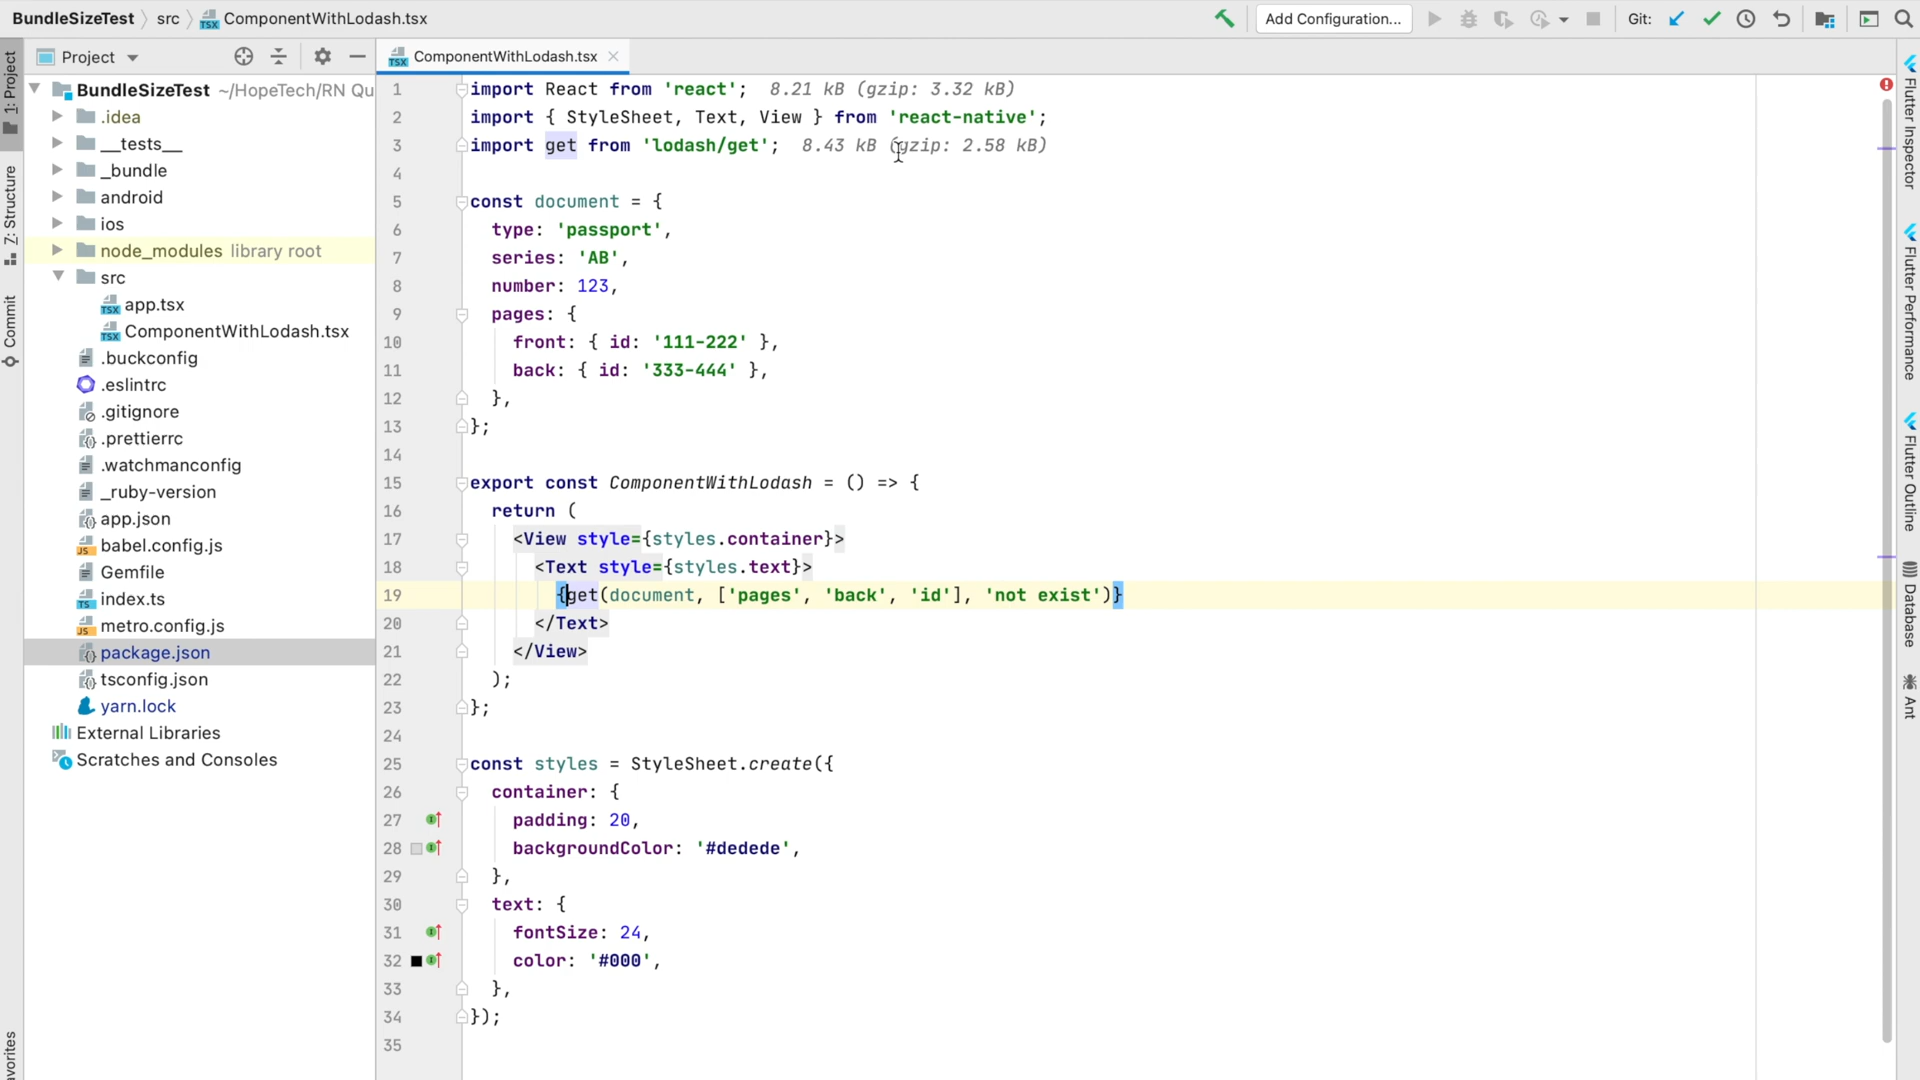 BundleSizeTest 〉 src 〉 ComponentWithLodash.tsx
Add Configuration...
Git:
1: Project
Z: Structure
Commit
Project
ComponentWithLodash.tsx
BundleSizeTest ~/HopeTech/RN Qu
.idea
__tests__
_bundle
android
ios
node_modules library root
src
app.tsx
ComponentWithLodash.tsx
.buckconfig
.eslintrc
.gitignore
.prettierrc
.watchmanconfig
_ruby-version
app.json
babel.config.js
Gemfile
index.ts
metro.config.js
package.json
tsconfig.json
yarn.lock
External Libraries
Scratches and Consoles
1 import React from 'react'; 8.21 kB (gzip: 3.32 kB)
2 import { StyleSheet, Text, View } from 'react-native';
3 import get from 'lodash/get'; 8.43 kB (gzip: 2.58 kB)
4
5 const document = {
6 type: 'passport',
7 series: 'AB',
8 number: 123,
9 pages: {
10 front: { id: '111-222' },
11 back: { id: '333-444' },
12 },
13 };
14
15 export const ComponentWithLodash = () => {
16 return (
17 <View style={styles.container}>
18 <Text style={styles.text}>
19 {get(document, ['pages', 'back', 'id'], 'not exist')}
20 </Text>
21 </View>
22 );
23 };
24
25 const styles = StyleSheet.create({
26 container: {
27 padding: 20,
28 backgroundColor: '#dedede',
29 },
30 text: {
31 fontSize: 24,
32 color: '#000',
33 },
34 });
35
Flutter Inspector
Flutter Performance
Flutter Outline
Database
Ant